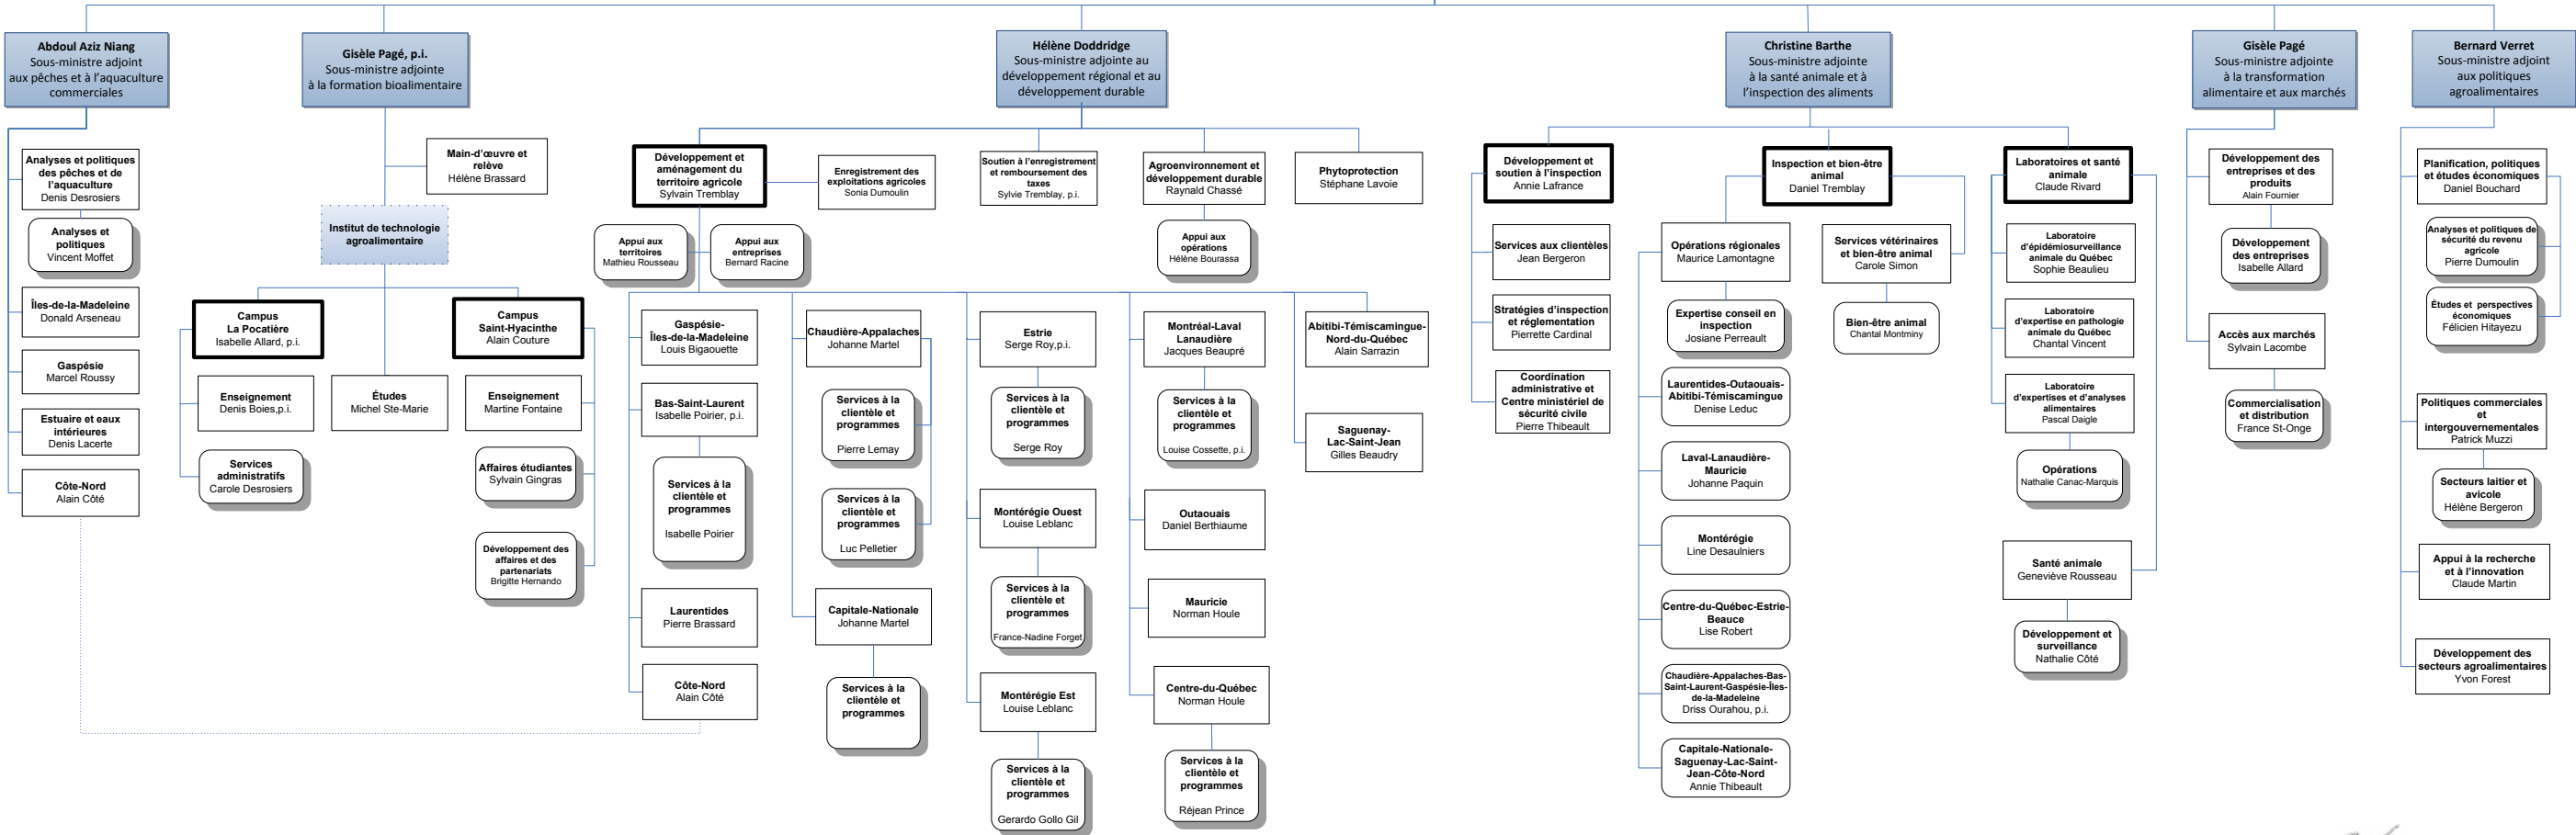 Abdoul Aziz Niang
Sous-ministre adjoint
aux pêches et à l'aquaculture
commerciales
Gisèle Pagé, p.i.
Sous-ministre adjointe
à la formation bioalimentaire
Hélène Doddridge
Sous-ministre adjointe au
développement régional et au
développement durable
Christine Barthe
Sous-ministre adjointe
à la santé animale et à
l'inspection des aliments
Gisèle Pagé
Sous-ministre adjointe
à la transformation
alimentaire et aux marchés
Bernard Verret
Sous-ministre adjoint
aux politiques
agroalimentaires
Analyses et politiques
des pêches et de
l'aquaculture
Denis Desrosiers
Analyses et
politiques
Vincent Moffet
Îles-de-la-Madeleine
Donald Arseneau
Gaspésie
Marcel Roussy
Estuaire et eaux
intérieures
Denis Lacerte
Côte-Nord
Alain Côté
Main-d'œuvre et
relève
Hélène Brassard
Institut de technologie
agroalimentaire
Campus
La Pocatière
Isabelle Allard, p.i.
Enseignement
Denis Boies,p.i.
Services
administratifs
Carole Desrosiers
Études
Michel Ste-Marie
Campus
Saint-Hyacinthe
Alain Couture
Enseignement
Martine Fontaine
Affaires étudiantes
Sylvain Gingras
Développement des
affaires et des
partenariats
Brigitte Hernando
Développement et
aménagement du
territoire agricole
Sylvain Tremblay
Enregistrement des
exploitations agricoles
Sonia Dumoulin
Soutien à l'enregistrement
et remboursement des
taxes
Sylvie Tremblay, p.i.
Agroenvironnement et
développement durable
Raynald Chassé
Appui aux
opérations
Hélène Bourassa
Phytoprotection
Stéphane Lavoie
Appui aux
territoires
Mathieu Rousseau
Appui aux
entreprises
Bernard Racine
Gaspésie-
Îles-de-la-Madeleine
Louis Bigaouette
Bas-Saint-Laurent
Isabelle Poirier, p.i.
Services à la
clientèle et
programmes
Isabelle Poirier
Laurentides
Pierre Brassard
Côte-Nord
Alain Côté
Chaudière-Appalaches
Johanne Martel
Services à la
clientèle et
programmes
Pierre Lemay
Services à la
clientèle et
programmes
Luc Pelletier
Capitale-Nationale
Johanne Martel
Services à la
clientèle et
programmes
Estrie
Serge Roy,p.i.
Services à la
clientèle et
programmes
Serge Roy
Montérégie Ouest
Louise Leblanc
Services à la
clientèle et
programmes
France-Nadine Forget
Montérégie Est
Louise Leblanc
Services à la
clientèle et
programmes
Gerardo Gollo Gil
Montréal-Laval
Lanaudière
Jacques Beaupré
Services à la
clientèle et
programmes
Louise Cossette, p.i.
Outaouais
Daniel Berthiaume
Mauricie
Norman Houle
Centre-du-Québec
Norman Houle
Services à la
clientèle et
programmes
Réjean Prince
Abitibi-Témiscamingue-
Nord-du-Québec
Alain Sarrazin
Saguenay-
Lac-Saint-Jean
Gilles Beaudry
Développement et
soutien à l'inspection
Annie Lafrance
Services aux clientèles
Jean Bergeron
Stratégies d'inspection
et réglementation
Pierrette Cardinal
Coordination
administrative et
Centre ministériel de
sécurité civile
Pierre Thibeault
Inspection et bien-être
animal
Daniel Tremblay
Opérations régionales
Maurice Lamontagne
Expertise conseil en
inspection
Josiane Perreault
Laurentides-Outaouais-
Abitibi-Témiscamingue
Denise Leduc
Laval-Lanaudière-
Mauricie
Johanne Paquin
Montérégie
Line Desaulniers
Centre-du-Québec-Estrie-
Beauce
Lise Robert
Chaudière-Appalaches-Bas-
Saint-Laurent-Gaspésie-Îles-
de-la-Madeleine
Driss Ourahou, p.i.
Capitale-Nationale-
Saguenay-Lac-Saint-
Jean-Côte-Nord
Annie Thibeault
Services vétérinaires
et bien-être animal
Carole Simon
Bien-être animal
Chantal Montminy
Laboratoires et santé
animale
Claude Rivard
Laboratoire
d'épidémiosurveillance
animale du Québec
Sophie Beaulieu
Laboratoire
d'expertise en pathologie
animale du Québec
Chantal Vincent
Laboratoire
d'expertises et d'analyses
alimentaires
Pascal Daigle
Opérations
Nathalie Canac-Marquis
Santé animale
Geneviève Rousseau
Développement et
surveillance
Nathalie Côté
Développement des
entreprises et des
produits
Alain Fournier
Développement
des entreprises
Isabelle Allard
Accès aux marchés
Sylvain Lacombe
Commercialisation
et distribution
France St-Onge
Planification, politiques
et études économiques
Daniel Bouchard
Analyses et politiques de
sécurité du revenu
agricole
Pierre Dumoulin
Études et perspectives
économiques
Félicien Hitayezu
Politiques commerciales
et
intergouvernementales
Patrick Muzzi
Secteurs laitier et
avicole
Hélène Bergeron
Appui à la recherche
et à l'innovation
Claude Martin
Développement des
secteurs agroalimentaires
Yvon Forest